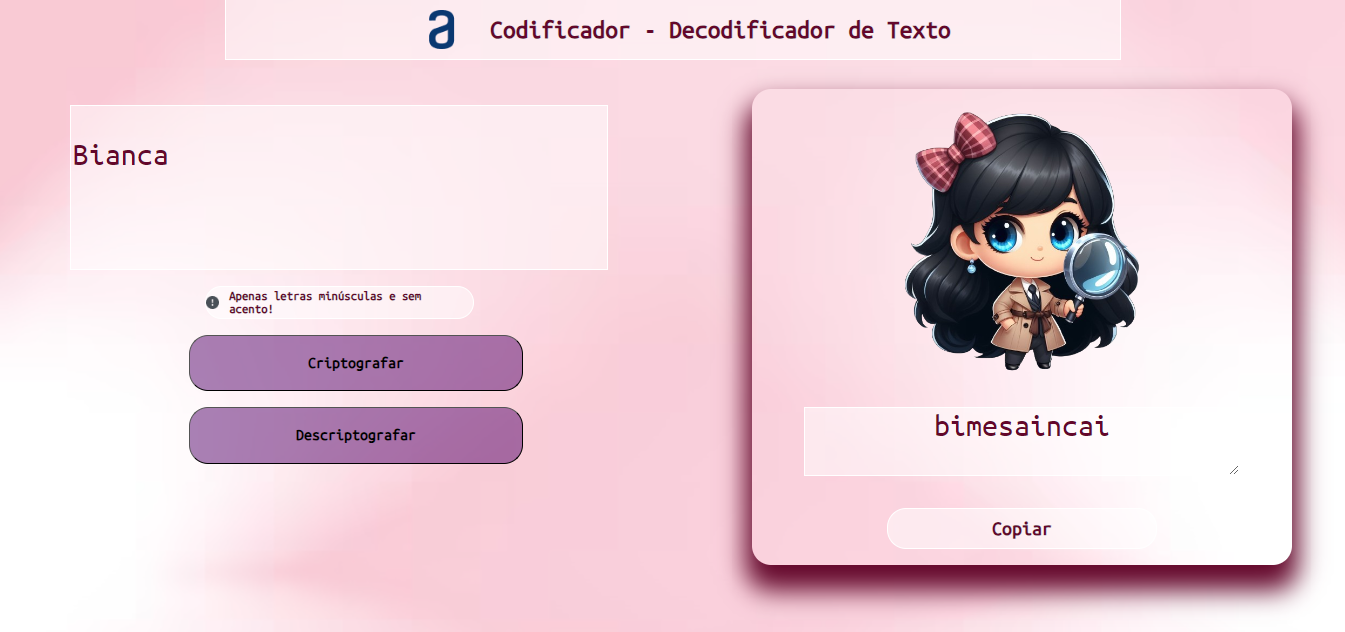 a Codificador - Decodificador de Texto
Bianca
! Apenas letras minúsculas e sem
acento!
Criptografar
Descriptografar
bimesaincai
Copiar